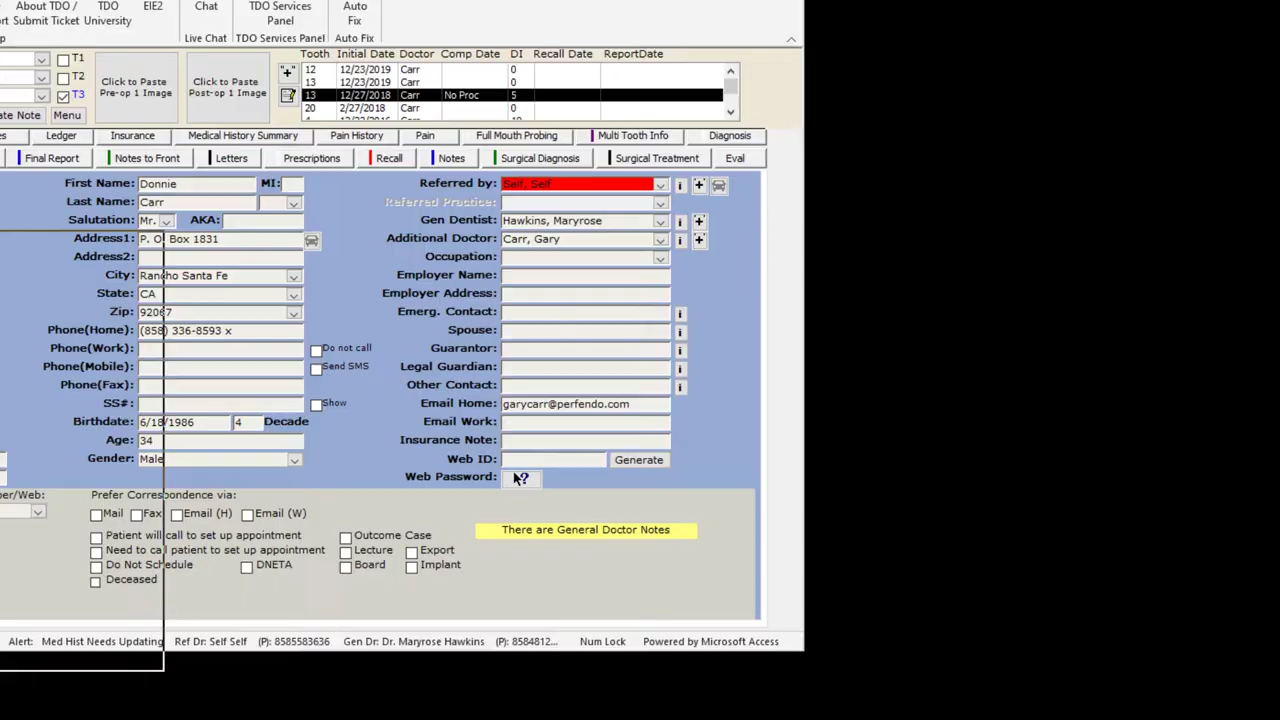 About TDO / TDO EIE2 Chat TDO Services Auto
rt Submit Ticket University Panel Fix
p Live Chat TDO Services Panel Auto Fix
Tooth Initial Date Doctor Comp Date DI Recall Date ReportDate
T1
T2
T3
Click to Paste
Pre-op 1 Image
Click to Paste
Post-op 1 Image
12 12/23/2019 Carr 0
13 12/23/2019 Carr 0
13 12/27/2018 Carr No Proc 5
20 2/27/2018 Carr 0
ate Note Menu
es Ledger Insurance Medical History Summary Pain History Pain Full Mouth Probing Multi Tooth Info Diagnosis
Final Report Notes to Front Letters Prescriptions Recall Notes Surgical Diagnosis Surgical Treatment Eval
First Name: Donnie MI: Referred by: Self, Self
Last Name: Carr Referred Practice:
Salutation: Mr. AKA: Gen Dentist: Hawkins, Maryrose
Address1: P. O. Box 1831 Additional Doctor: Carr, Gary
Address2: Occupation:
City: Rancho Santa Fe Employer Name:
State: CA Employer Address:
Zip: 92067 Emerg. Contact:
Phone(Home): (858) 336-8593 x Spouse:
Phone(Work): Do not call Guarantor:
Phone(Mobile): Send SMS Legal Guardian:
Phone(Fax): Other Contact:
SS#: Show Email Home: garycarr@perfendo.com
Birthdate: 6/18/1986 4 Decade Email Work:
Age: 34 Insurance Note:
Gender: Male Web ID: Generate
Web Password: ?
per/Web: Prefer Correspondence via:
Mail Fax Email (H) Email (W)
There are General Doctor Notes
Patient will call to set up appointment Outcome Case
Need to call patient to set up appointment Lecture Export
Do Not Schedule DNETA Board Implant
Deceased
Alert: Med Hist Needs Updating Ref Dr: Self Self (P): 8585583636 Gen Dr: Dr. Maryrose Hawkins (P): 8584812... Num Lock Powered by Microsoft Access